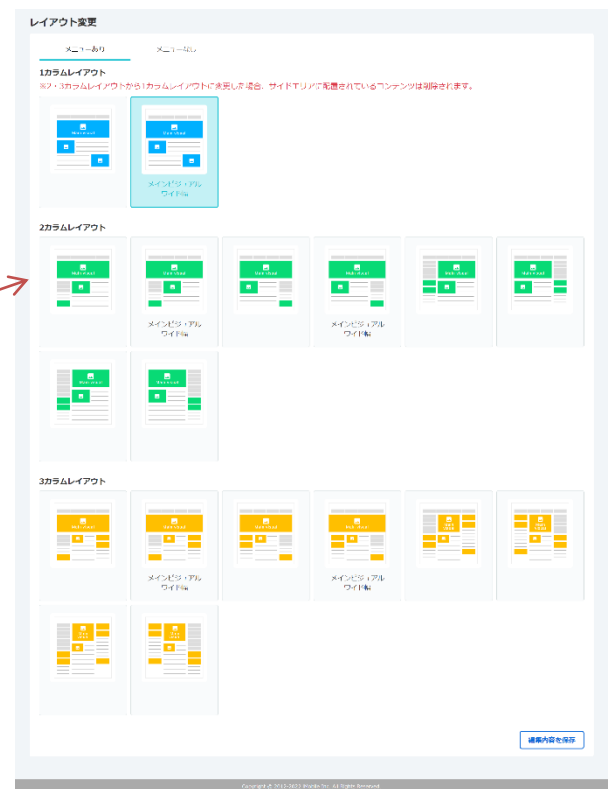 レイアウト変更
メニューあり
メニューなし
1カラムレイアウト
※2・3カラムレイアウトから1カラムレイアウトに変更した場合、サイドエリアに配置されているコンテンツは削除されます。
メインビジュアル
ワイド幅
2カラムレイアウト
メインビジュアル
ワイド幅
メインビジュアル
ワイド幅
3カラムレイアウト
メインビジュアル
ワイド幅
メインビジュアル
ワイド幅
編集内容を保存
All Rights Reserved